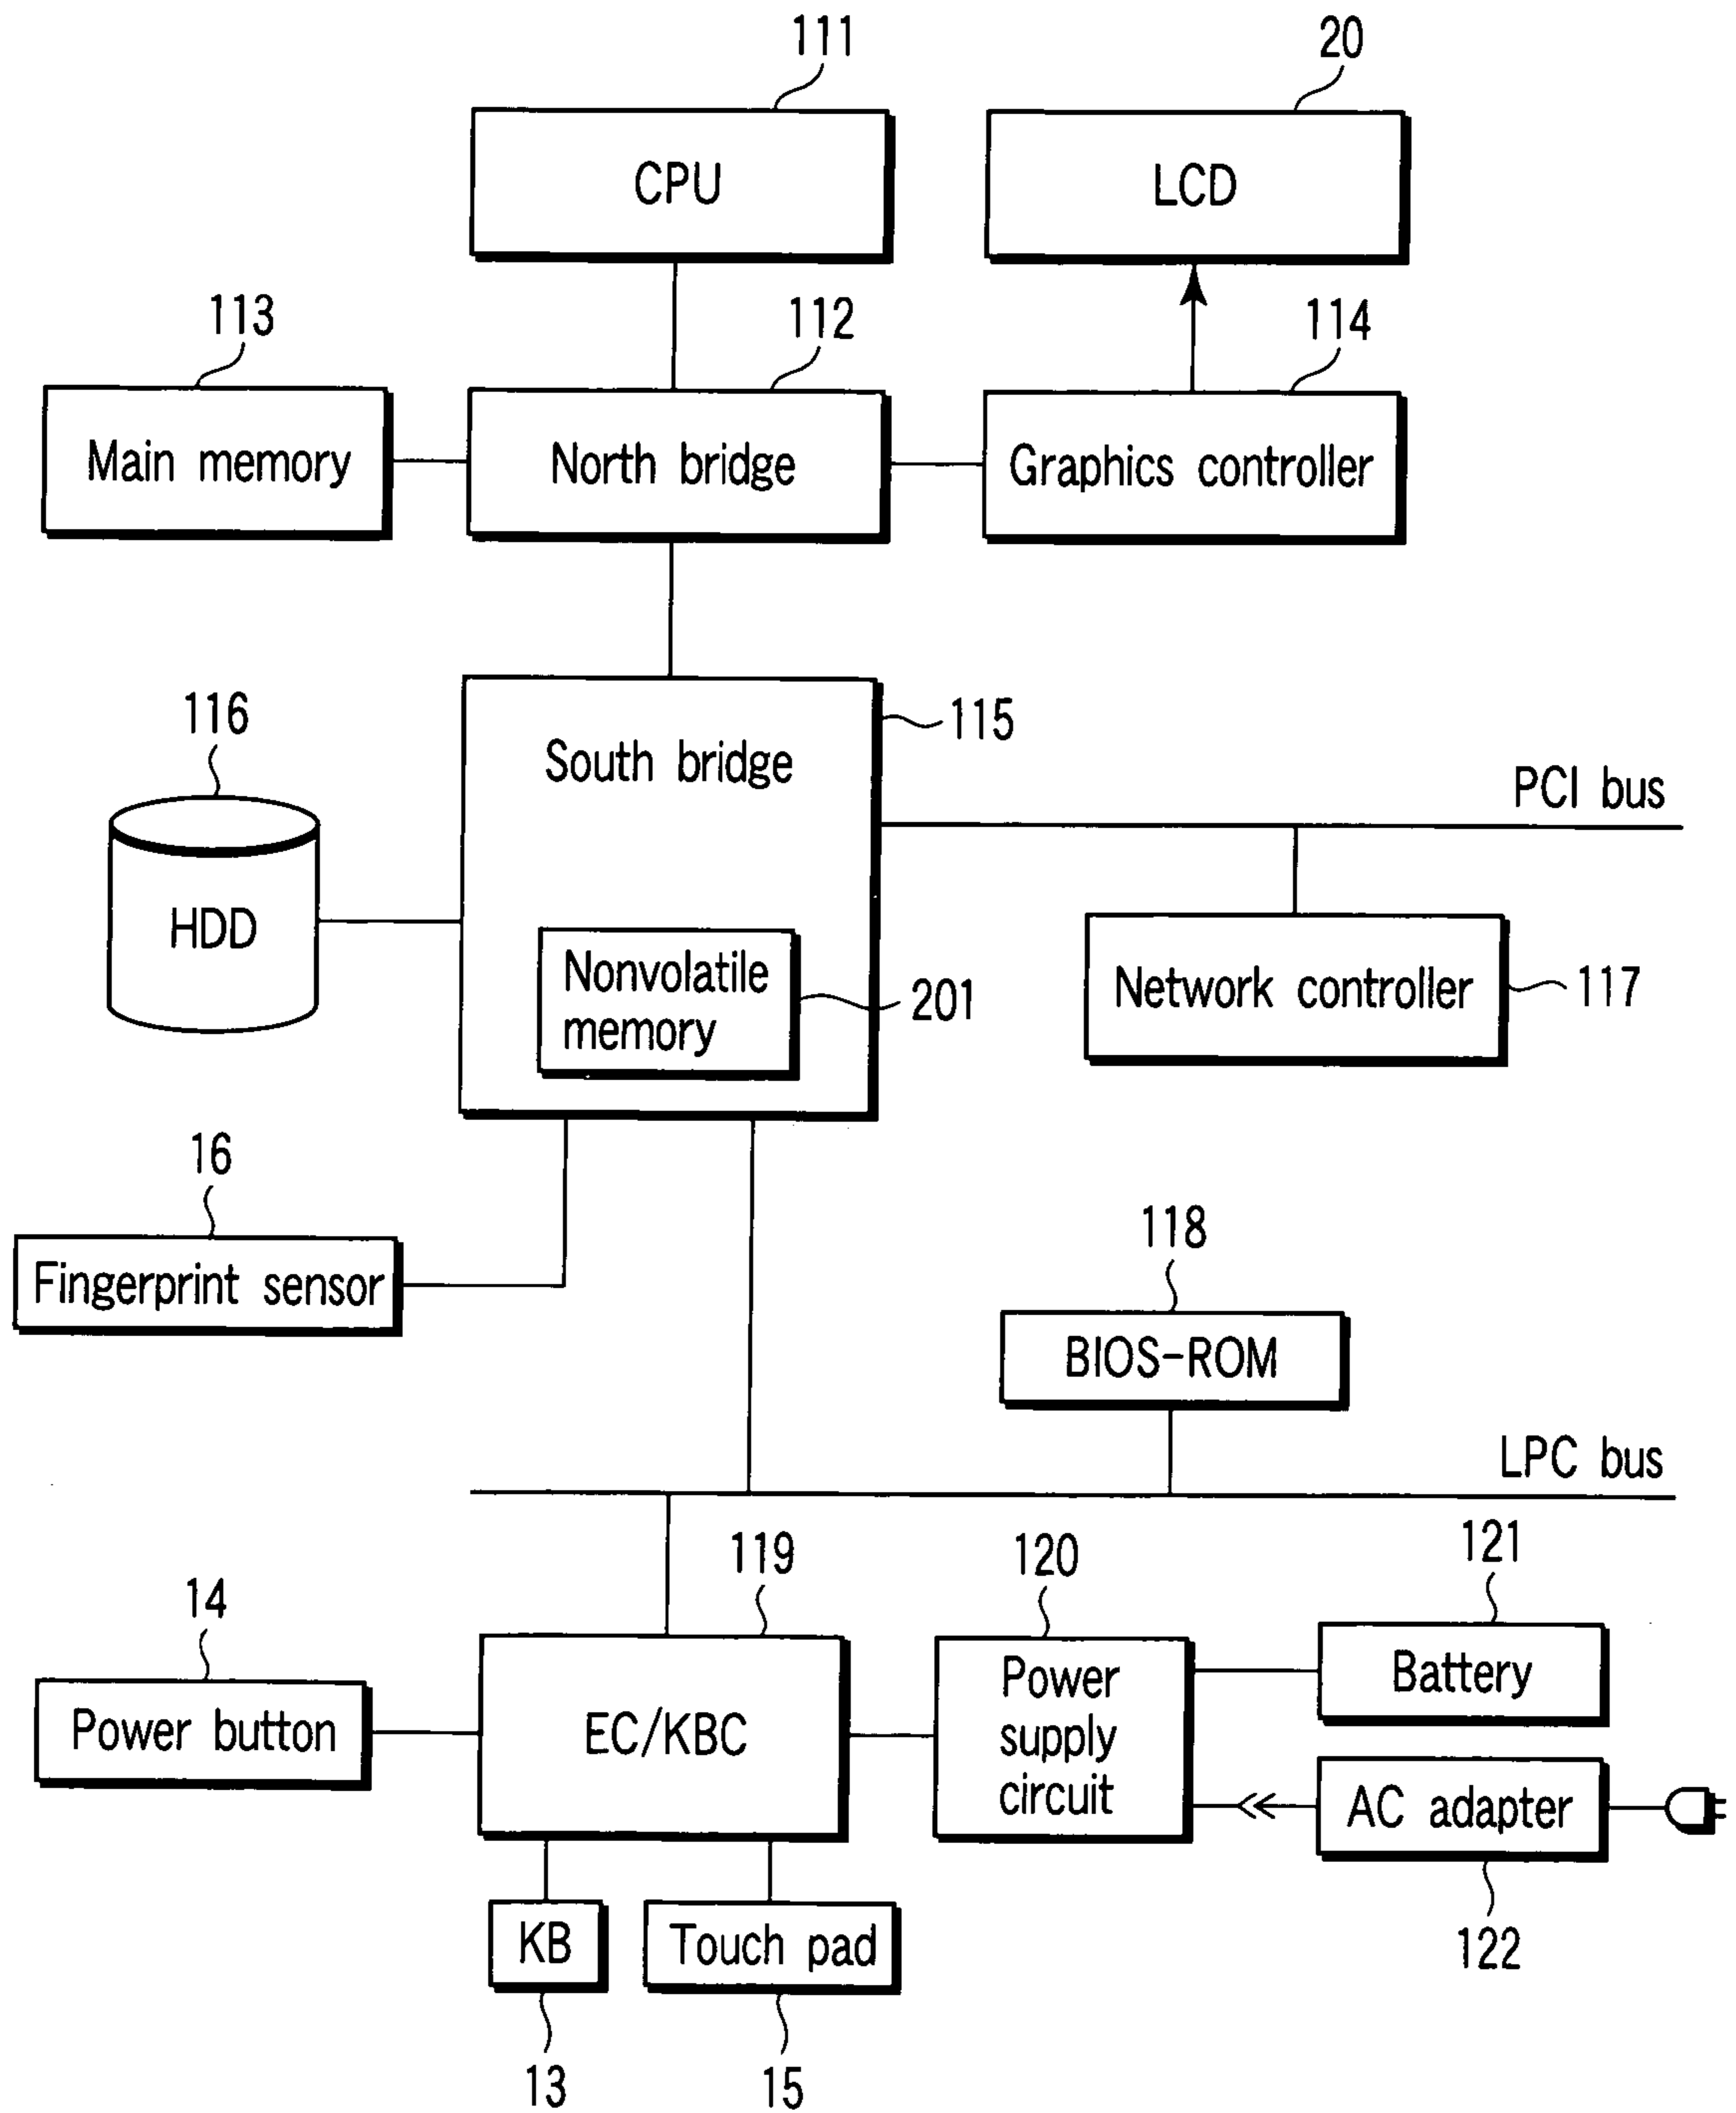 111
20
CPU
LCD
113
112
114
Main memory
North bridge
Graphics controller
116
115
South bridge
PCI bus
HDD
Nonvolatile
memory
201
Network controller
117
16
Fingerprint sensor
118
BIOS-ROM
LPC bus
119
120
121
14
Power button
EC/KBC
Power
supply
circuit
Battery
AC adapter
KB
Touch pad
122
13
15